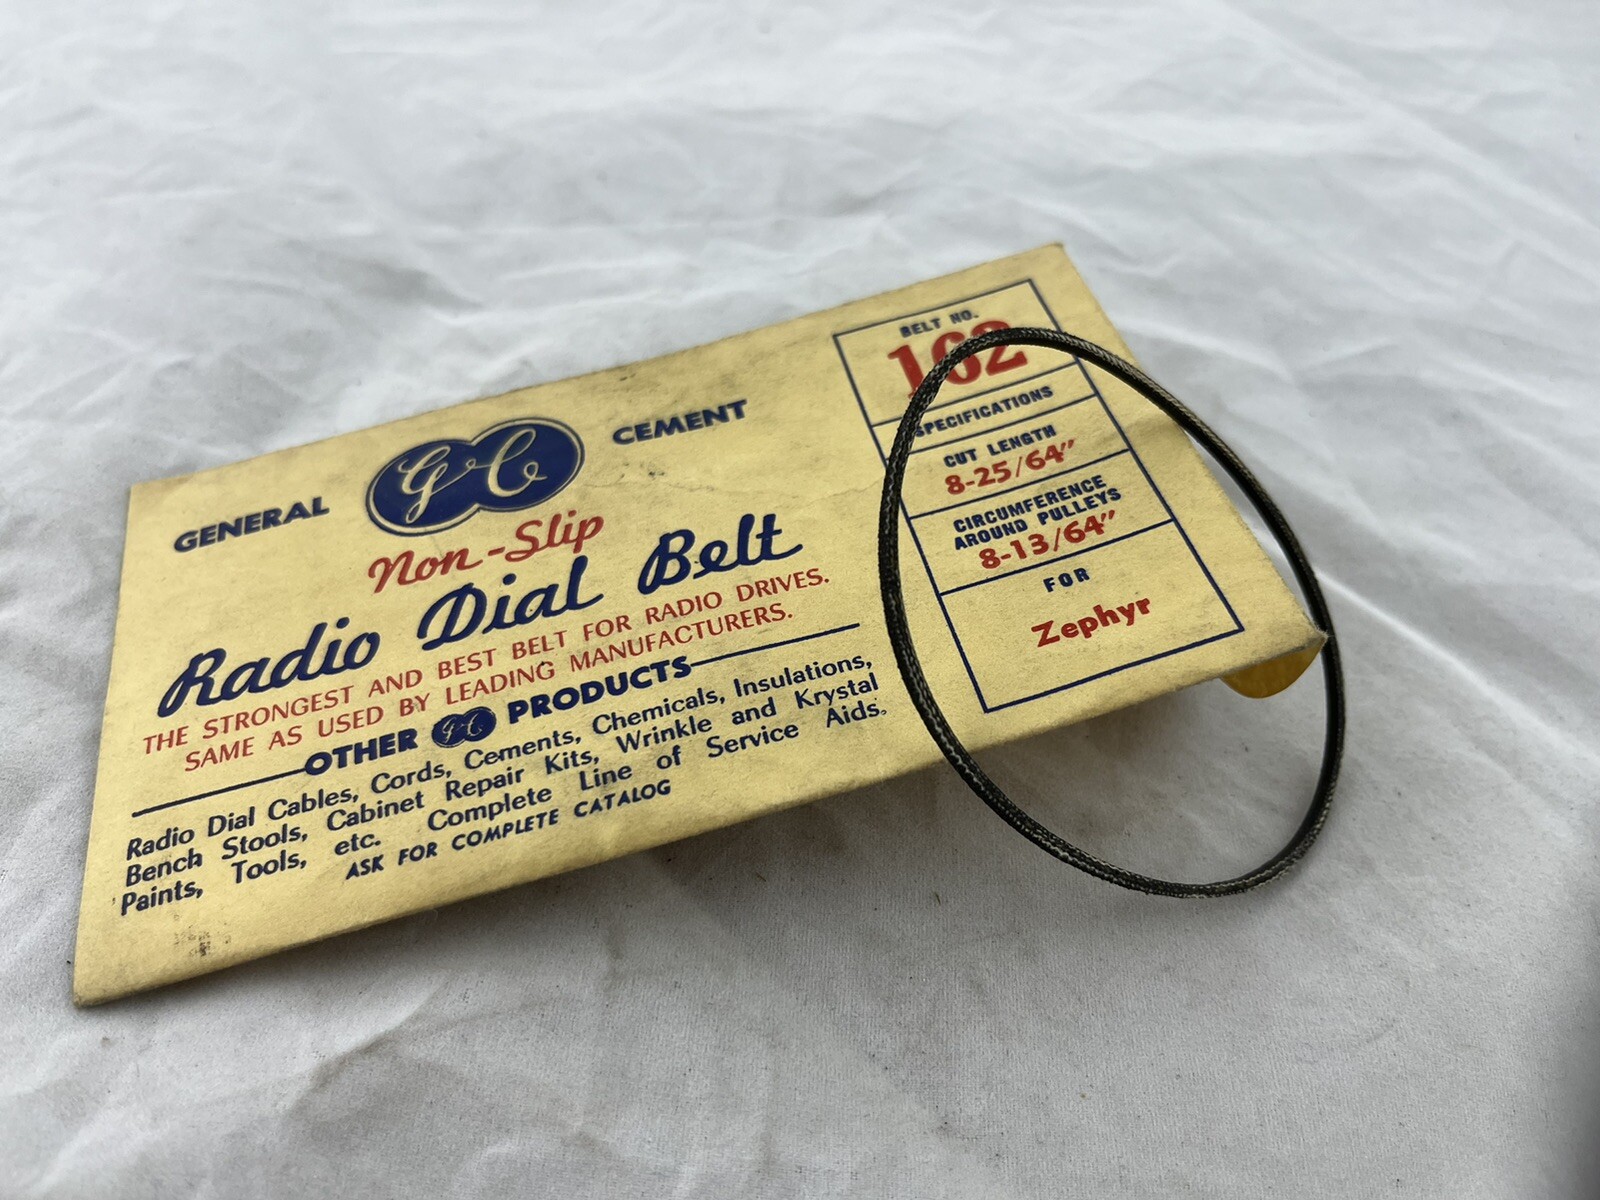 GENERAL GC CEMENT
Non-Slip
Radio Dial Belt
THE STRONGEST AND BEST BELT FOR RADIO DRIVES.
SAME AS USED BY LEADING MANUFACTURERS.
OTHER GC PRODUCTS
Radio Dial Cables, Cords, Cements, Chemicals, Insulations,
Bench Stools, Cabinet Repair Kits, Wrinkle and Krystal
Paints, Tools, etc. Complete Line of Service Aids.
ASK FOR COMPLETE CATALOG
BELT NO.
162
SPECIFICATIONS
CUT LENGTH
8-25/64"
CIRCUMFERENCE
AROUND PULLEYS
8-13/64"
FOR
Zephyr